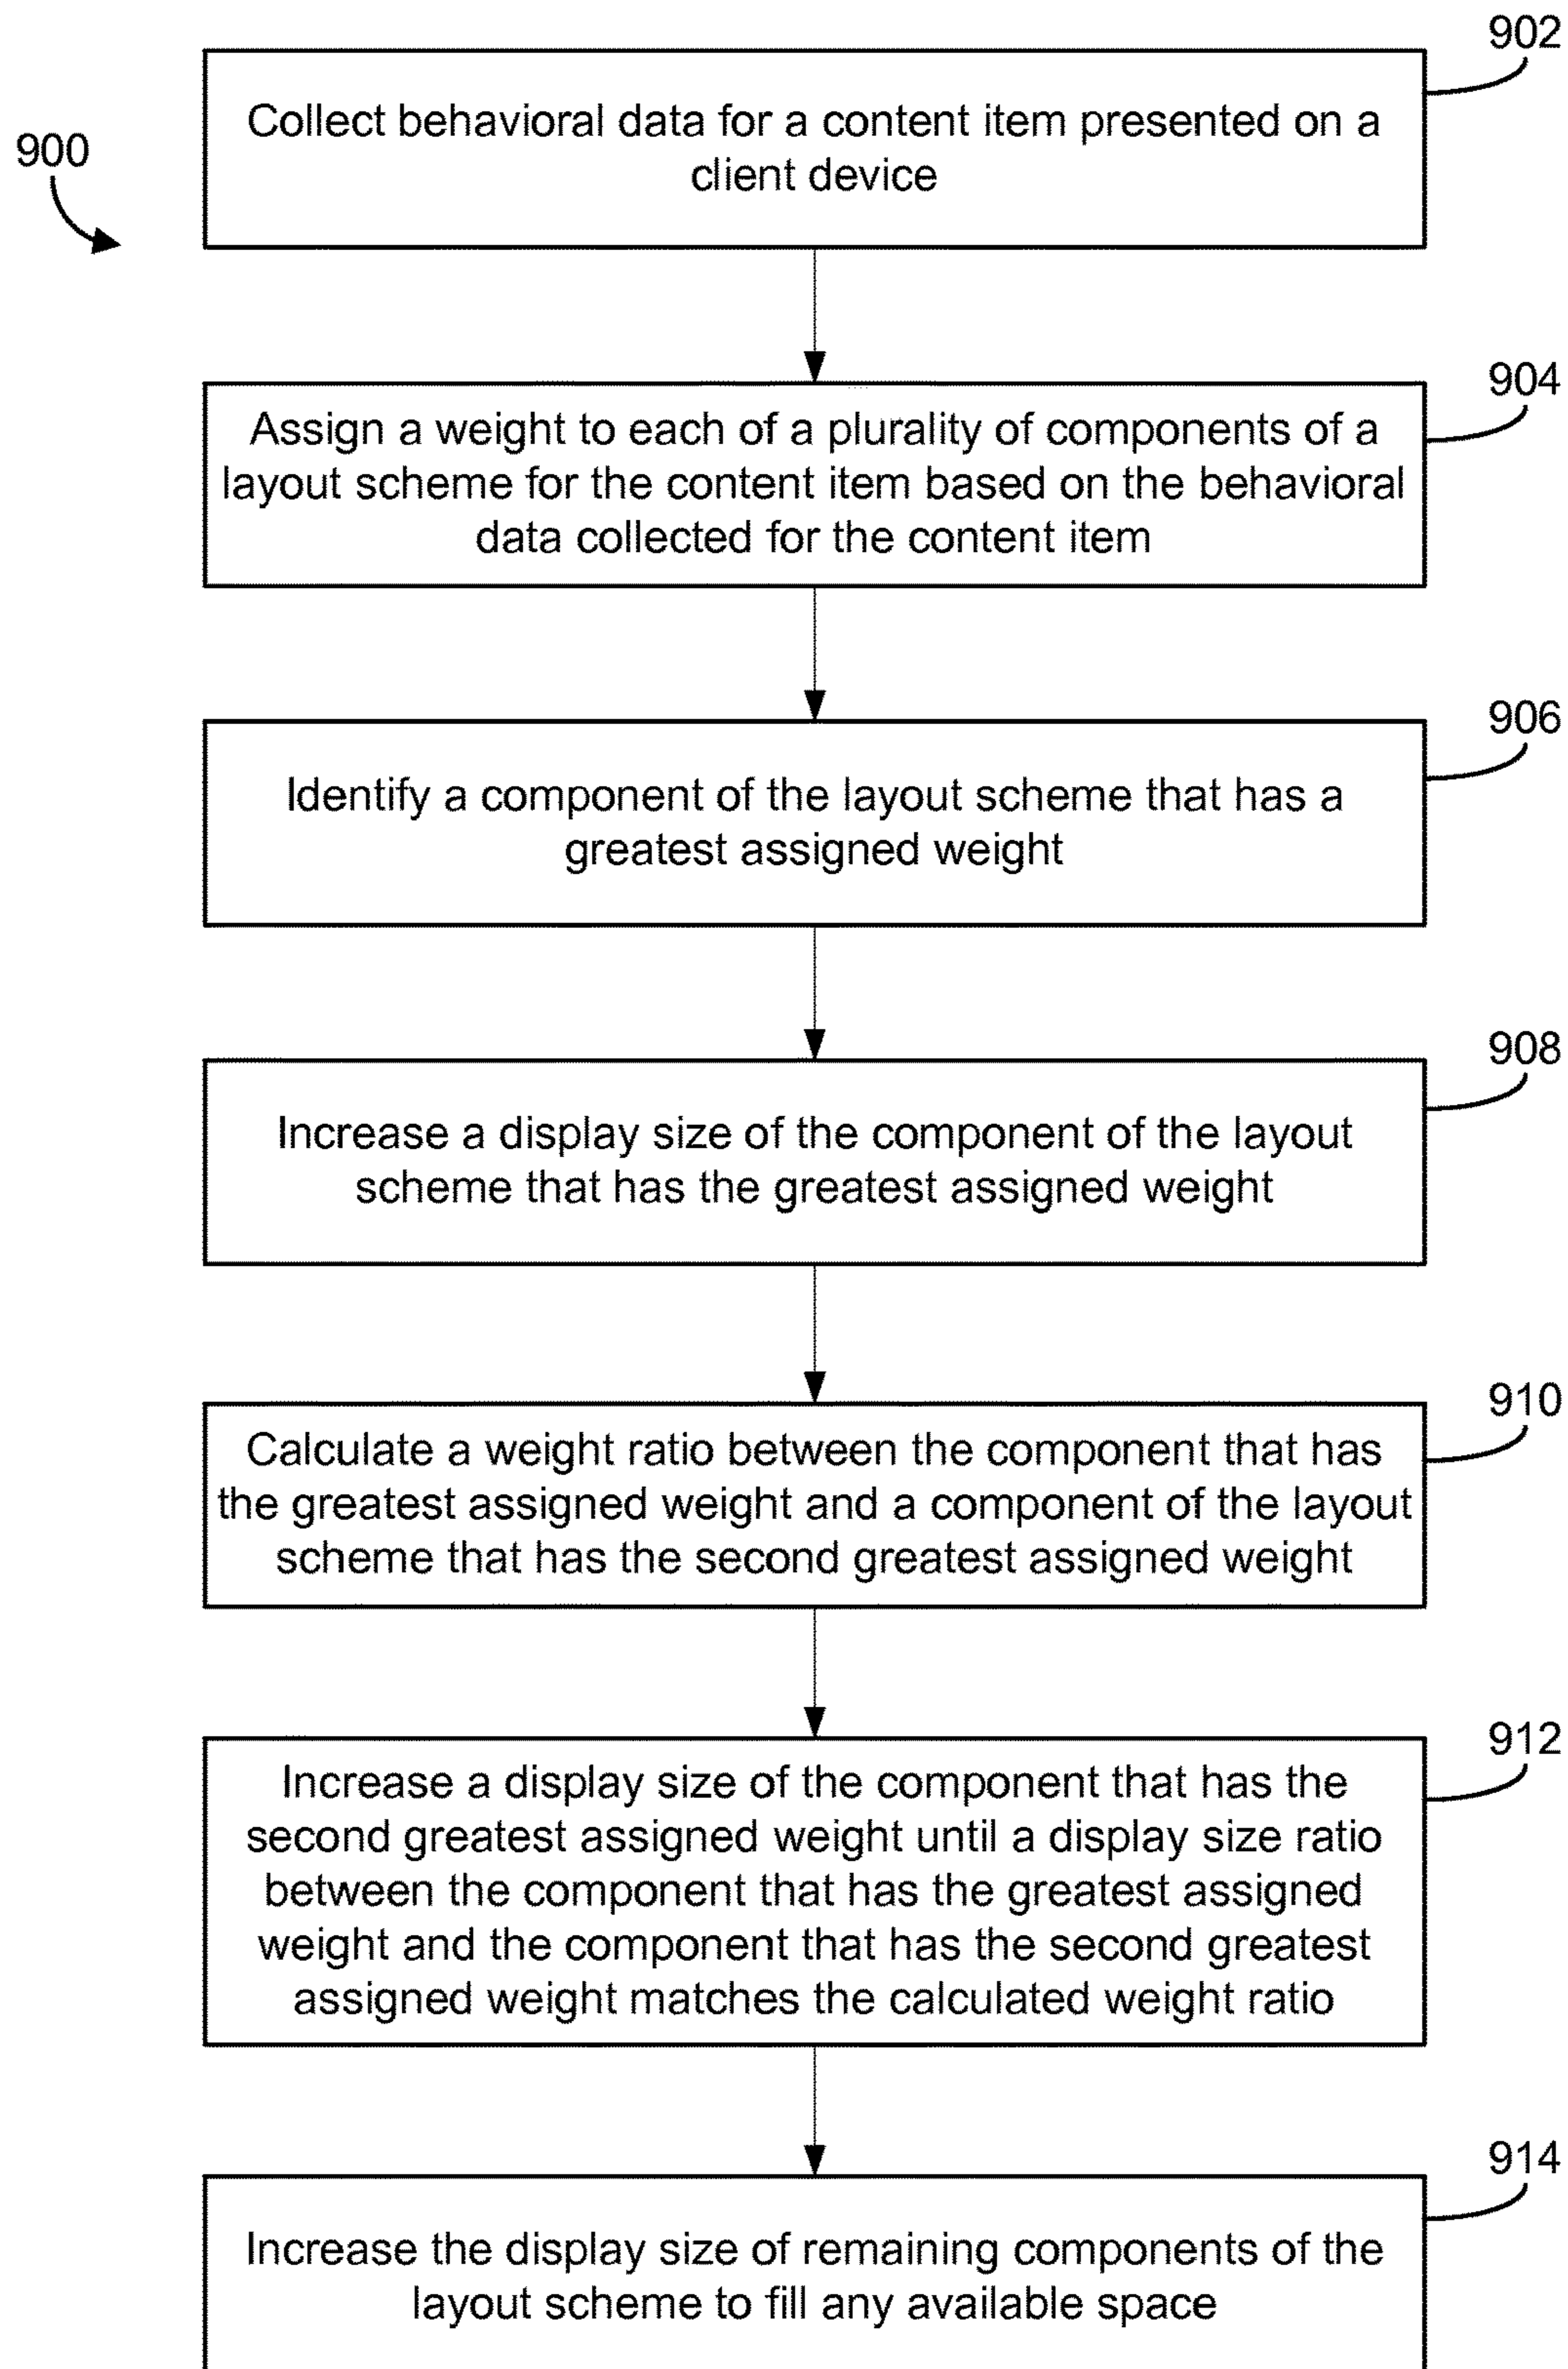 902
Collect behavioral data for a content item presented on a
client device
900
904
Assign a weight to each of a plurality of components of a
layout scheme for the content item based on the behavioral
data collected for the content item
906
Identify a component of the layout scheme that has a
greatest assigned weight
908
Increase a display size of the component of the layout
scheme that has the greatest assigned weight
910
Calculate a weight ratio between the component that has
the greatest assigned weight and a component of the layout
scheme that has the second greatest assigned weight
912
Increase a display size of the component that has the
second greatest assigned weight until a display size ratio
between the component that has the greatest assigned
weight and the component that has the second greatest
assigned weight matches the calculated weight ratio
914
Increase the display size of remaining components of the
layout scheme to fill any available space